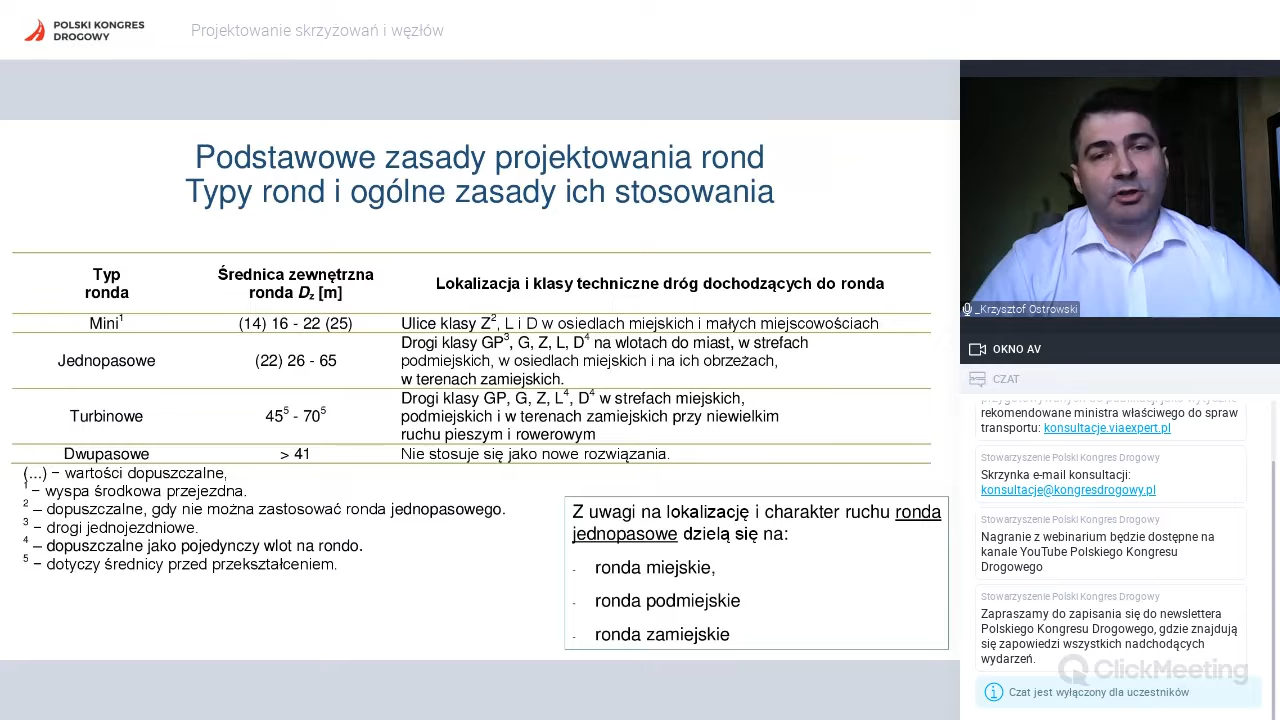 POLSKI KONGRES
DROGOWY
Projektowanie skrzyżowań i węzłów
Podstawowe zasady projektowania rond
Typy rond i ogólne zasady ich stosowania
Typ
ronda
Średnica zewnętrzna
ronda Dz [m]
Lokalizacja i klasy techniczne dróg dochodzących do ronda
Mini1
(14) 16 - 22 (25)
Ulice klasy Z2, L i D w osiedlach miejskich i małych miejscowościach
Jednopasowe
(22) 26 - 65
Drogi klasy GP3, G, Z, L, D4 na wlotach do miast, w strefach
podmiejskich, w osiedlach miejskich i na ich obrzeżach,
w terenach zamiejskich.
Turbinowe
455 - 705
Drogi klasy GP, G, Z, L4, D4 w strefach miejskich,
podmiejskich i w terenach zamiejskich przy niewielkim
ruchu pieszym i rowerowym
Dwupasowe
> 41
Nie stosuje się jako nowe rozwiązania.
(...) − wartości dopuszczalne,
1 − wyspa środkowa przejezdna.
2 − dopuszczalne, gdy nie można zastosować ronda jednopasowego.
3 − drogi jednojezdniowe.
4 − dopuszczalne jako pojedynczy wlot na rondo.
5 − dotyczy średnicy przed przekształceniem.
Z uwagi na lokalizację i charakter ruchu ronda
jednopasowe dzielą się na:
- ronda miejskie,
- ronda podmiejskie
- ronda zamiejskie
_Krzysztof Ostrowski
OKNO AV
CZAT
rekomendowane ministra właściwego do spraw
transportu: konsultacje.viaexpert.pl
Stowarzyszenie Polski Kongres Drogowy
Skrzynka e-mail konsultacji:
konsultacje@kongresdrogowy.pl
Stowarzyszenie Polski Kongres Drogowy
Nagranie z webinarium będzie dostępne na
kanale YouTube Polskiego Kongresu
Drogowego
Stowarzyszenie Polski Kongres Drogowy
Zapraszamy do zapisania się do newslettera
Polskiego Kongresu Drogowego, gdzie znajdują
się zapowiedzi wszystkich nadchodzących
wydarzeń.
ClickMeeting
Czat jest wyłączony dla uczestników